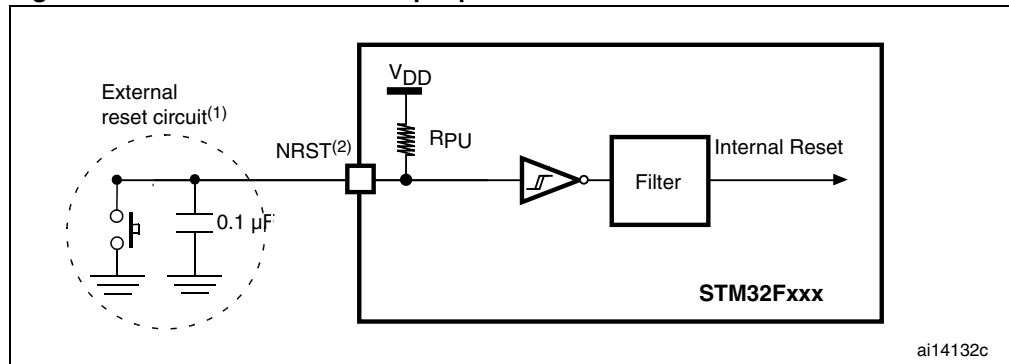 VDD
External
reset circuit(1)
NRST(2)
RPU
Internal Reset
Filter
0.1 µF
STM32Fxxx
ai14132c